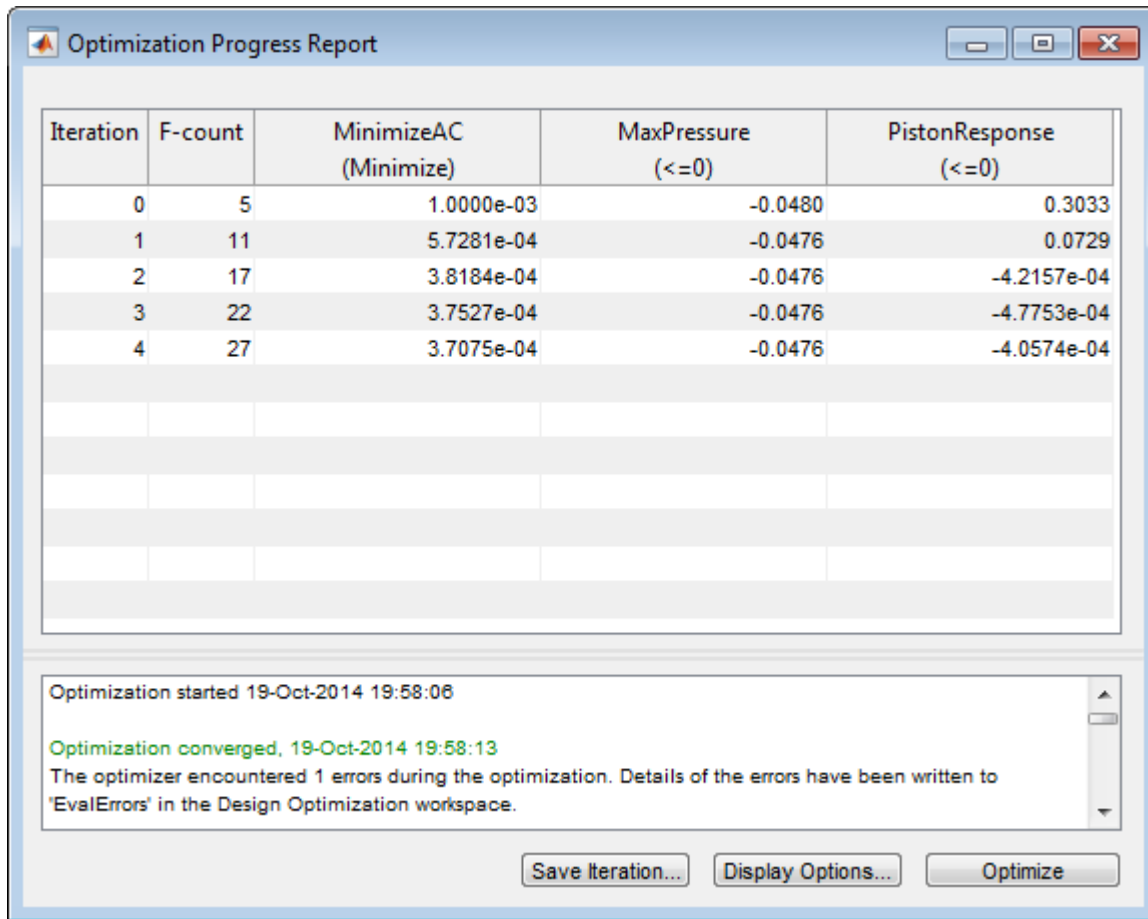 Optimization Progress Report
Iteration F-count MinimizeAC MaxPressure PistonResponse
(Minimize) (<=0) (<=0)
0 5 1.0000e-03 -0.0480 0.3033
1 11 5.7281e-04 -0.0476 0.0729
2 17 3.8184e-04 -0.0476 -4.2157e-04
3 22 3.7527e-04 -0.0476 -4.7753e-04
4 27 3.7075e-04 -0.0476 -4.0574e-04
Optimization started 19-Oct-2014 19:58:06
Optimization converged, 19-Oct-2014 19:58:13
The optimizer encountered 1 errors during the optimization. Details of the errors have been written to
'EvalErrors' in the Design Optimization workspace.
Save Iteration... Display Options... Optimize